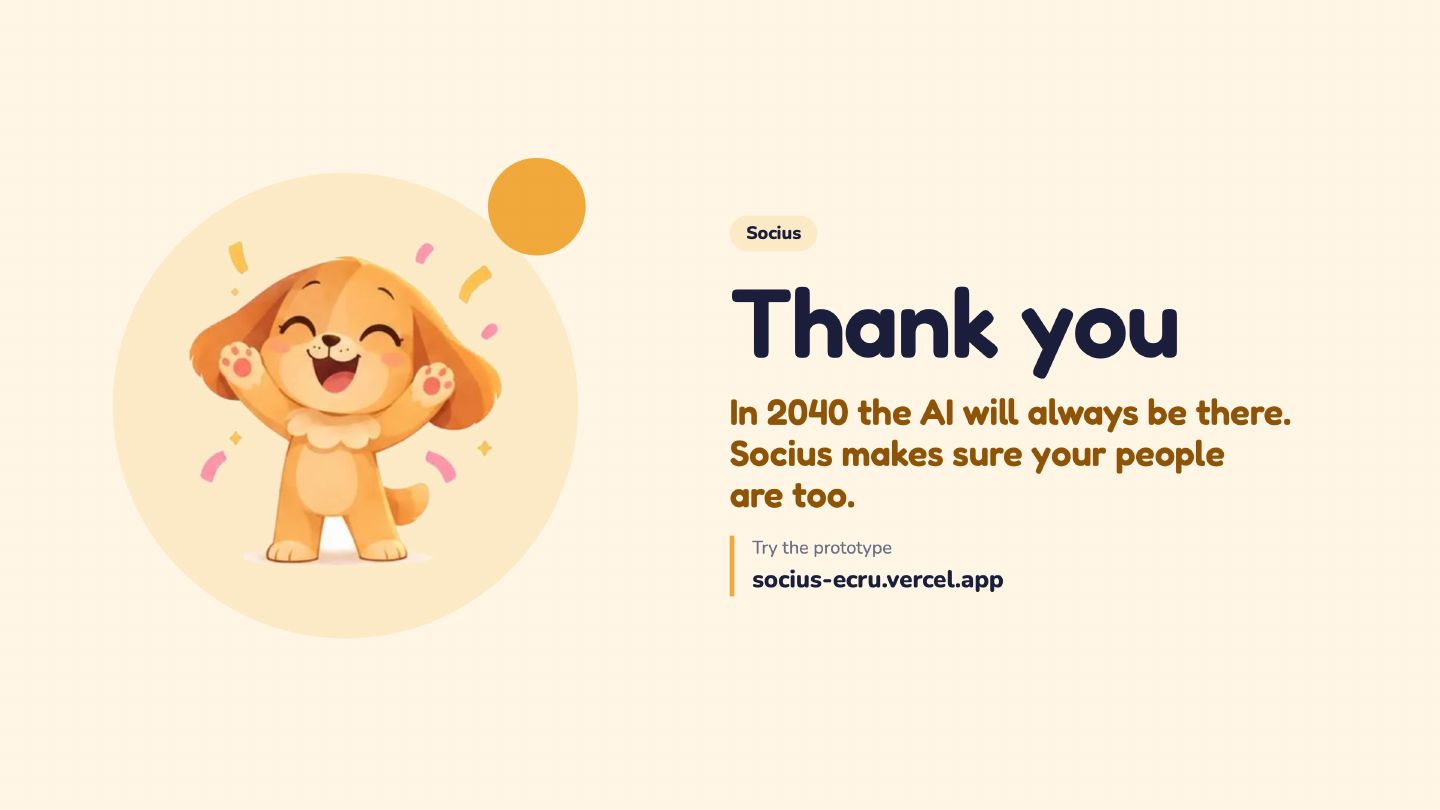 Socius
Thank you
In 2040 the AI will always be there.
Socius makes sure your people
are too.
Try the prototype
socius-ecru.vercel.app